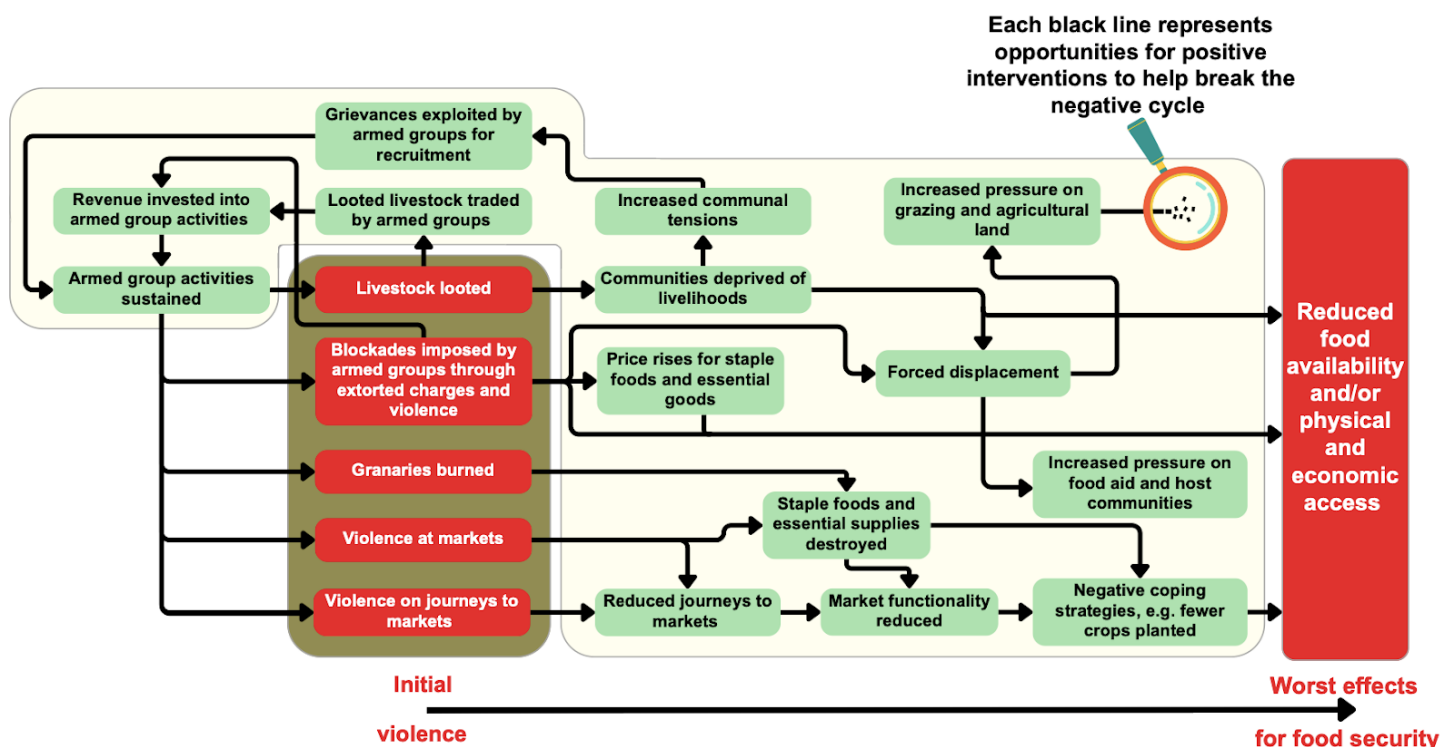 Each black line represents
opportunities for positive
interventions to help break the
negative cycle
Grievances exploited by
armed groups for
recruitment
Revenue invested into
armed group activities
Looted livestock traded
by armed groups
Increased communal
tensions
Increased pressure on
grazing and agricultural
land
Armed group activities
sustained
Livestock looted
Communities deprived of
livelihoods
Blockades imposed by
armed groups through
extorted charges and
violence
Price rises for staple
foods and essential
goods
Forced displacement
Reduced
food
availability
and/or
physical
and
economic
access
Granaries burned
Increased pressure on
food aid and host
communities
Staple foods and
essential supplies
destroyed
Violence at markets
Violence on journeys to
markets
Reduced journeys to
markets
Market functionality
reduced
Negative coping
strategies, e.g. fewer
crops planted
Initial
violence
Worst effects
for food security